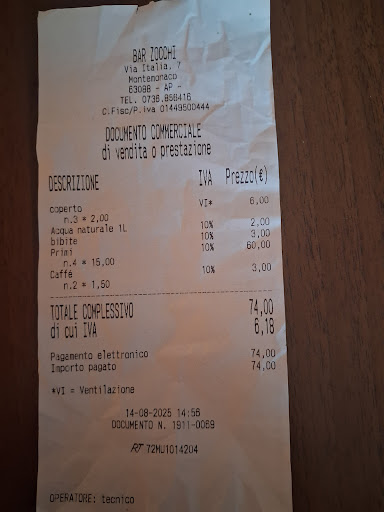 BAR ZOCCHI
Via Italia, 7
Montemonaco
63088 - AP -
TEL. 0736.856416
C.Fisc/P.iva 01449500444
DOCUMENTO COMMERCIALE
di vendita o prestazione
DESCRIZIONE IVA Prezzo(€)
coperto VI* 6,00
n.3 * 2,00
Acqua naturale 1L 10% 2,00
bibite 10% 3,00
Primi 10% 60,00
n.4 * 15,00
Caffè 10% 3,00
n.2 * 1,50
TOTALE COMPLESSIVO 74,00
di cui IVA 6,18
Pagamento elettronico 74,00
Importo pagato 74,00
*VI = Ventilazione
14-08-2025 14:56
DOCUMENTO N. 1911-0069
RT 72MU1014204
OPERATORE: tecnico